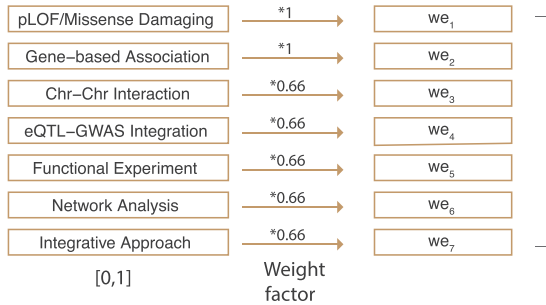 pLOF/Missense Damaging *1 we₁
Gene−based Association *1 we₂
Chr−Chr Interaction *0.66 we₃
eQTL−GWAS Integration *0.66 we₄
Functional Experiment *0.66 we₅
Network Analysis *0.66 we₆
Integrative Approach *0.66 we₇
[0,1] Weight
factor